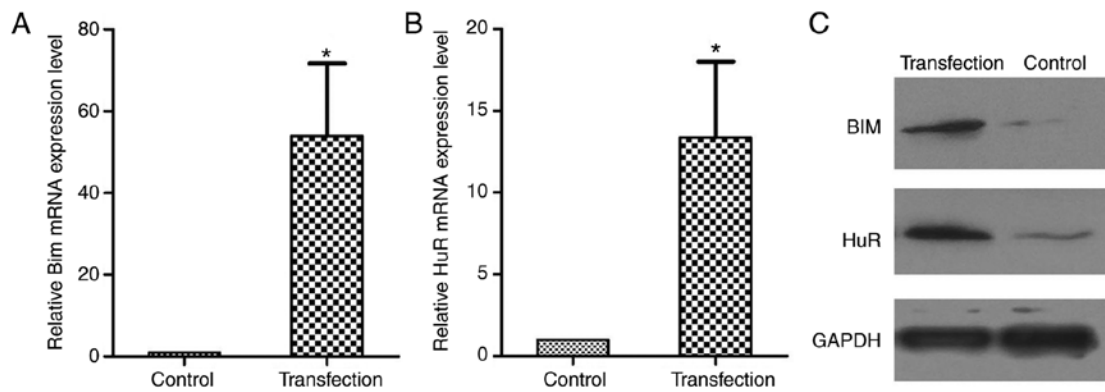 A
Relative Bim mRNA expression level
80
60
40
20
0
*
Control
Transfection
B
Relative HuR mRNA expression level
20
15
10
5
0
*
Control
Transfection
C
Transfection Control
BIM
HuR
GAPDH